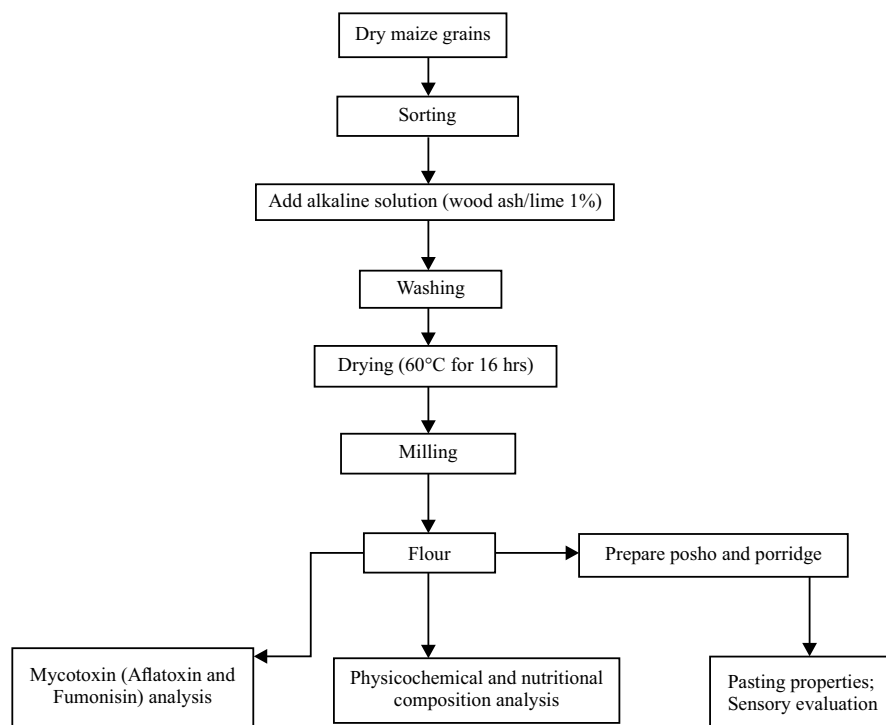 Dry maize grains
Sorting
Add alkaline solution (wood ash/lime 1%)
Washing
Drying (60°C for 16 hrs)
Milling
Flour
Prepare posho and porridge
Mycotoxin (Aflatoxin and
Fumonisin) analysis
Physicochemical and nutritional
composition analysis
Pasting properties;
Sensory evaluation